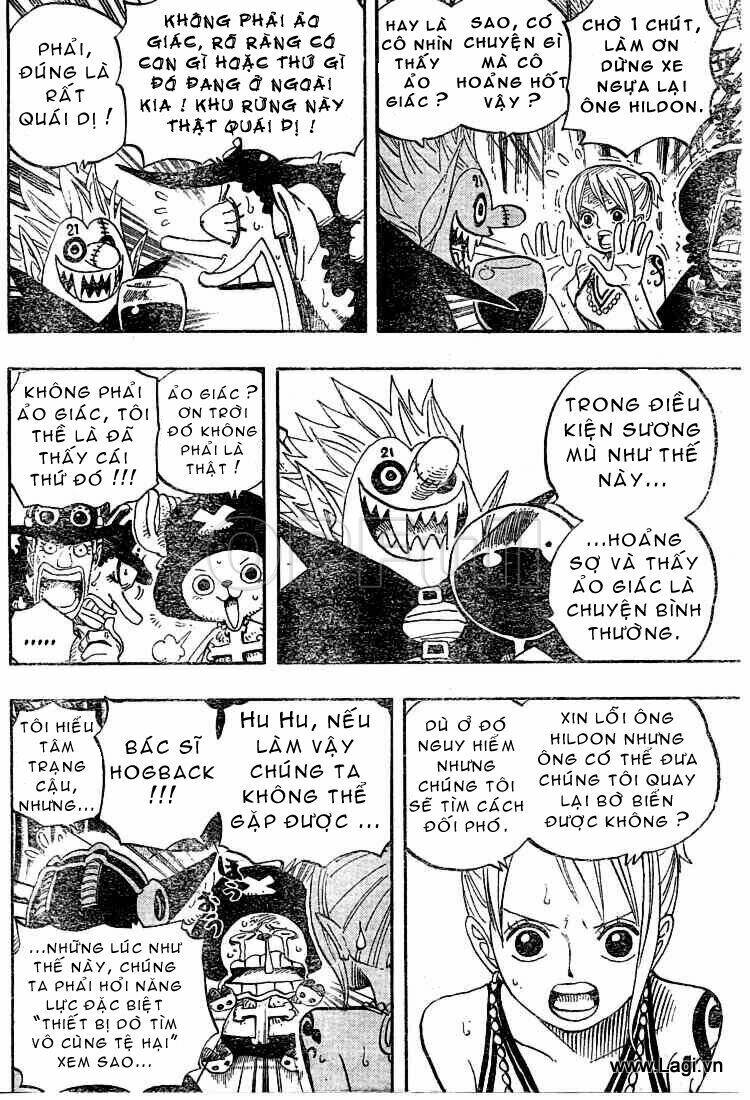 CHỜ 1 CHÚT,
LÀM ƠN
DỪNG XE
NGỰA LẠI
ÔNG HILDON.
SAO, CÓ
CHUYỆN GÌ
MÀ CÔ
HOẢNG HỐT
VẬY ?
HAY LÀ
CÔ NHÌN
THẤY
ẢO
GIÁC ?
21
KHÔNG PHẢI ẢO
GIÁC, RÕ RÀNG CÓ
CON GÌ HOẶC THỨ GÌ
ĐÓ ĐANG Ở NGOÀI
KIA ! KHU RỪNG NÀY
THẬT QUÁI DỊ !
PHẢI,
ĐÚNG LÀ
RẤT
QUÁI DỊ !
21
TRONG ĐIỀU
KIỆN SƯƠNG
MÙ NHƯ THẾ
NÀY...
...HOẢNG
SỢ VÀ THẤY
ẢO GIÁC LÀ
CHUYỆN BÌNH
THƯỜNG.
21
ẢO GIÁC ?
ƠN TRỜI
ĐÓ KHÔNG
PHẢI LÀ
THẬT !
KHÔNG PHẢI
ẢO GIÁC, TÔI
THỀ LÀ ĐÃ
THẤY CÁI
THỨ ĐÓ !!!
.....
XIN LỖI ÔNG
HILDON NHƯNG
ÔNG CÓ THỂ ĐƯA
CHÚNG TÔI QUAY
LẠI BỜ BIỂN
ĐƯỢC KHÔNG ?
DÙ Ở ĐÓ
NGUY HIỂM
NHƯNG
CHÚNG TÔI
SẼ TÌM CÁCH
ĐỐI PHÓ.
HU HU, NẾU
LÀM VẬY
CHÚNG TA
KHÔNG THỂ
GẶP ĐƯỢC ...
BÁC SĨ
HOGBACK
!!!
TÔI HIỂU
TÂM
TRẠNG
CẬU,
NHƯNG...
...NHỮNG LÚC NHƯ
THẾ NÀY, CHÚNG
TA PHẢI HỎI NĂNG
LỰC ĐẶC BIỆT
“THIẾT BỊ DÒ TÌM
VÔ CÙNG TỆ HẠI”
XEM SAO...
www.Lagi.vn